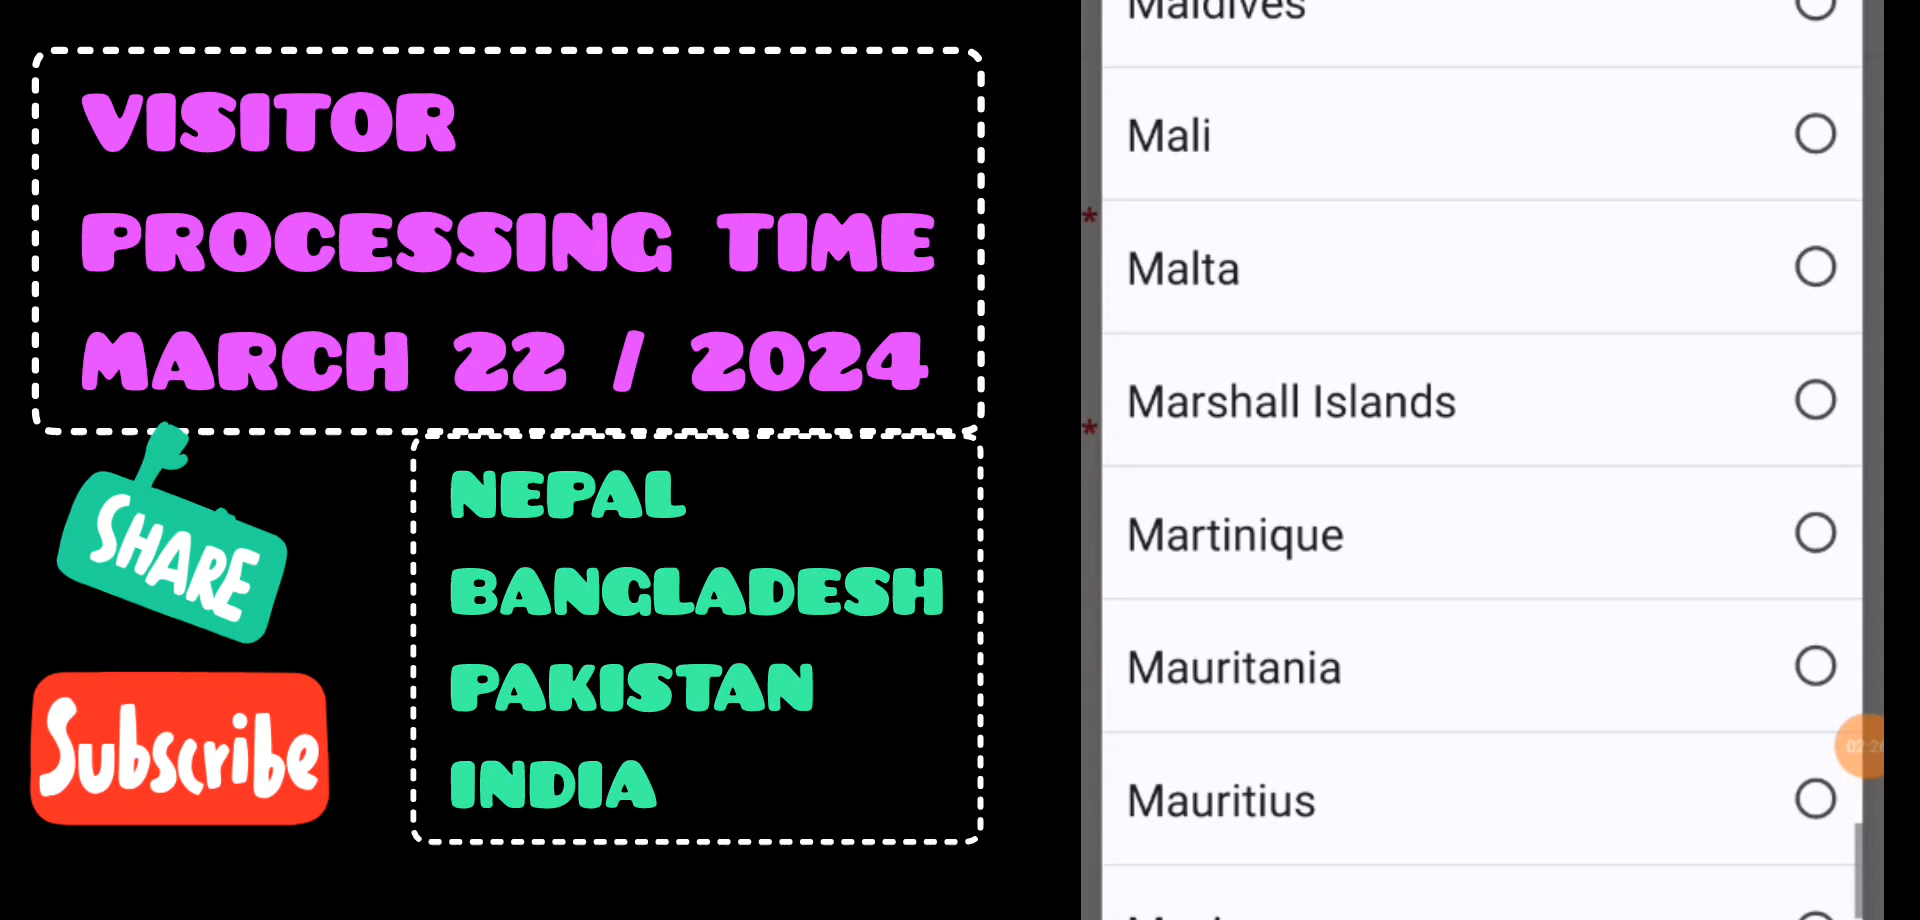 VISITOR
PROCESSING TIME
MARCH 22 / 2024
SHARE
Subscribe
NEPAL
BANGLADESH
PAKISTAN
INDIA
Maldives
Mali
Malta
*
Marshall Islands
*
Martinique
Mauritania
Mauritius